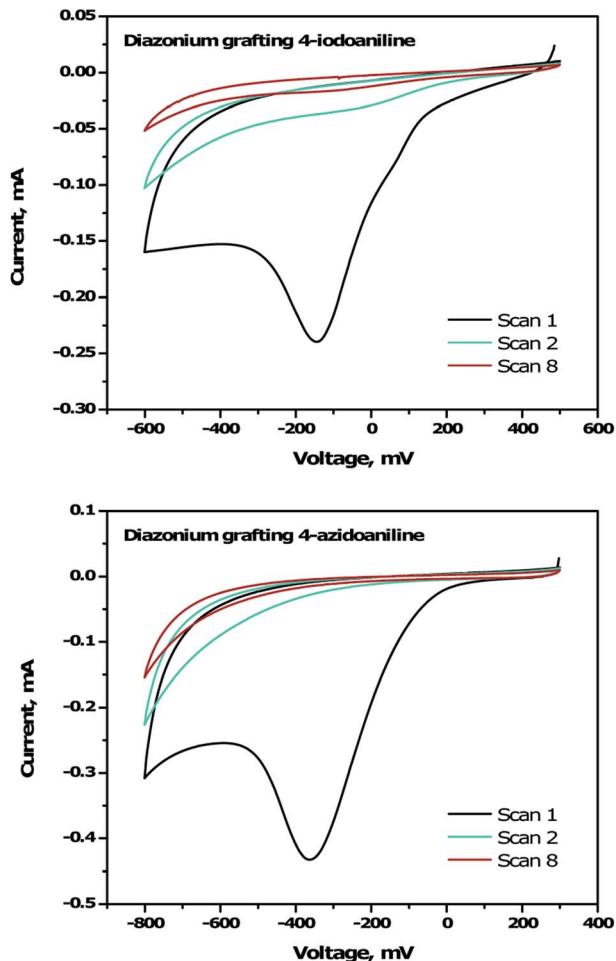 Diazonium grafting 4-iodoaniline
0.05
0.00
-0.05
-0.10
-0.15
-0.20
-0.25
-0.30
Current, mA
Scan 1
Scan 2
Scan 8
-600 -400 -200 0 200 400 600
Voltage, mV
Diazonium grafting 4-azidoaniline
0.1
0.0
-0.1
-0.2
-0.3
-0.4
-0.5
Current, mA
Scan 1
Scan 2
Scan 8
-800 -600 -400 -200 0 200 400
Voltage, mV